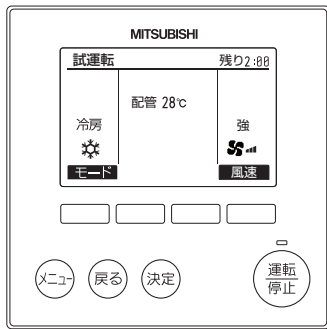 MITSUBISHI
試運転 残り2:00
配管 28℃
冷房 強
モード 風速
メニュー 戻る 決定 運転
停止